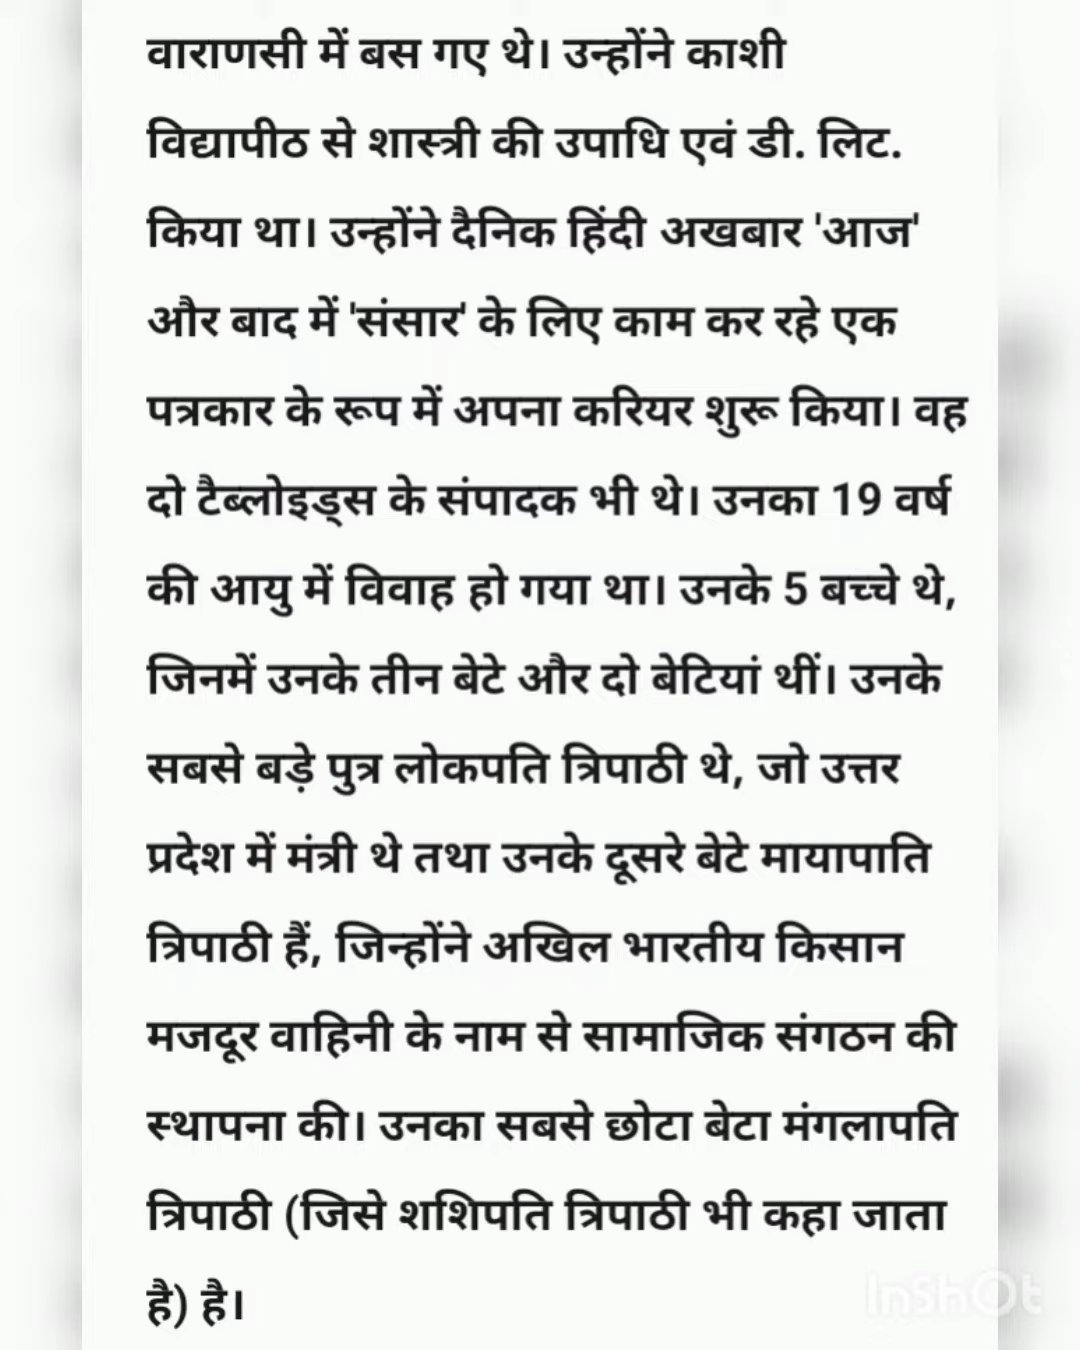 वाराणसी में बस गए थे। उन्होंने काशी
विद्यापीठ से शास्त्री की उपाधि एवं डी. लिट.
किया था। उन्होंने दैनिक हिंदी अखबार 'आज'
और बाद में 'संसार' के लिए काम कर रहे एक
पत्रकार के रूप में अपना करियर शुरू किया। वह
दो टैब्लोइड्स के संपादक भी थे। उनका 19 वर्ष
की आयु में विवाह हो गया था। उनके 5 बच्चे थे,
जिनमें उनके तीन बेटे और दो बेटियां थीं। उनके
सबसे बड़े पुत्र लोकपति त्रिपाठी थे, जो उत्तर
प्रदेश में मंत्री थे तथा उनके दूसरे बेटे मायापाति
त्रिपाठी हैं, जिन्होंने अखिल भारतीय किसान
मजदूर वाहिनी के नाम से सामाजिक संगठन की
स्थापना की। उनका सबसे छोटा बेटा मंगलापति
त्रिपाठी (जिसे शशिपति त्रिपाठी भी कहा जाता
है) है।
InShOt